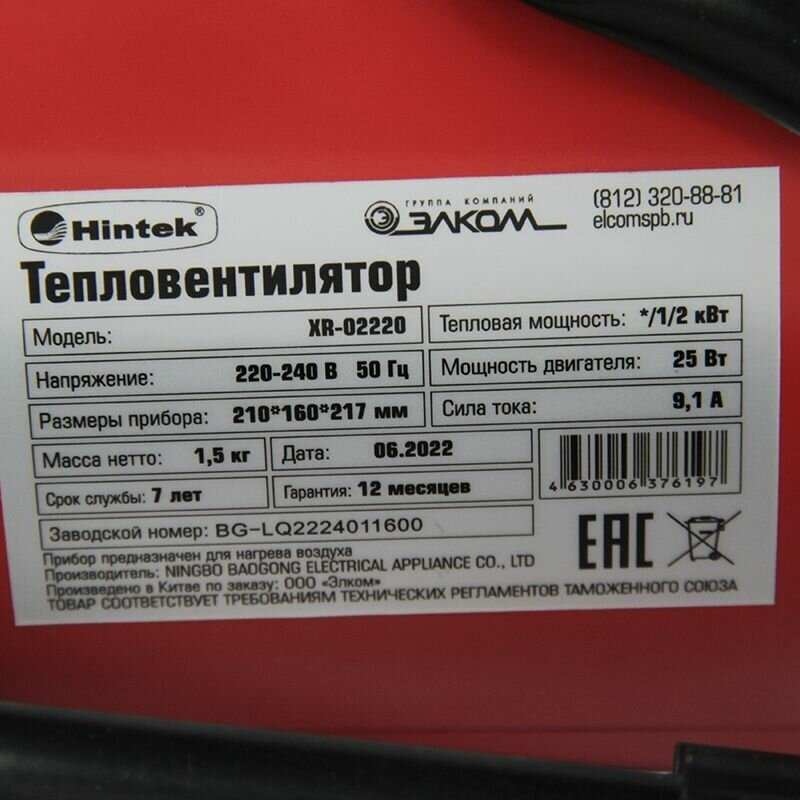 Hintek®
ГРУППА КОМПАНИЙ
ЭЛКОМ
(812) 320-88-81
elcomspb.ru
Тепловентилятор
Модель: XR-02220
Тепловая мощность: */1/2 кВт
Напряжение: 220-240 В 50 Гц
Мощность двигателя: 25 Вт
Размеры прибора: 210*160*217 мм
Сила тока: 9,1 А
Масса нетто: 1,5 кг
Дата: 06.2022
Срок службы: 7 лет
Гарантия: 12 месяцев
4 630006 376197
Заводской номер: BG-LQ2224011600
EAC
Прибор предназначен для нагрева воздуха
Производитель: NINGBO BAOGONG ELECTRICAL APPLIANCE CO., LTD
Произведено в Китае по заказу: ООО «Элком»
ТОВАР СООТВЕТСТВУЕТ ТРЕБОВАНИЯМ ТЕХНИЧЕСКИХ РЕГЛАМЕНТОВ ТАМОЖЕННОГО СОЮЗА